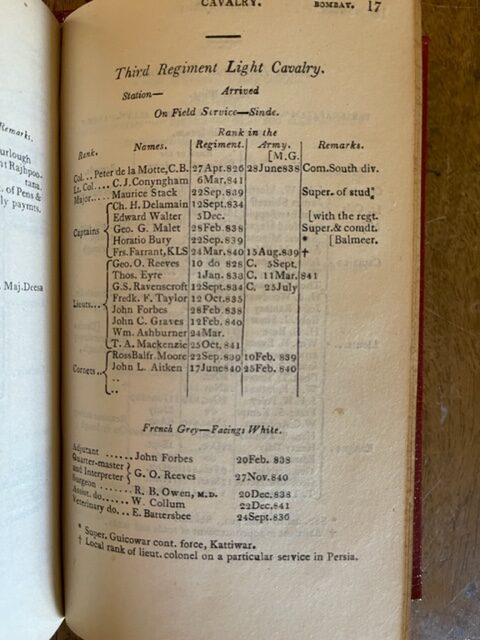 Remarks.
urlough
nt Rajhpoo.
tana.
. of Pens &
ly paymts.
. Maj. Deesa
CAVALRY. BOMBAY. 17
Third Regiment Light Cavalry.
Station— Arrived
On Field Service—Sinde.
Rank in the
Rank. Names. Regiment. Army. Remarks.
[M.G.
Col... Peter de la Motte, C.B. 27 Apr. 826 28 June 838 Com. South div.
Lt. Col... C. J. Conyngham 6 Mar. 841
Major.... Maurice Stack 22 Sep. 839 Super. of stud,
Captains Ch. H. Delamain 12 Sept. 834
Edward Walter 3 Dec. [with the regt.
Geo. G. Malet 28 Feb. 838 Super. & comdt.
Horatio Bury 22 Sep. 839 * [Balmeer.
Frs. Farrant, KLS 24 Mar. 840 15 Aug. 839 †
Lieuts... Geo. O. Reeves 10 do 828 C. 3 Sept.
Thos. Eyre 1 Jan. 833 C. 11 Mar. 841
G. S. Ravenscroft 12 Sept. 834 C. 25 July
Fredk. F. Taylor 12 Oct. 835
John Forbes 28 Feb. 838
John C. Graves 12 Feb. 840
Wm. Ashburner 24 Mar.
T. A. Mackenzie 25 Oct. 841
Cornets.. Ross Balfr. Moore 22 Sep. 839 10 Feb. 839
John L. Aitken 17 June 840 25 Feb. 840
..
..
French Grey—Facings White.
Adjutant ...... John Forbes 20 Feb. 838
Quarter-master
and Interpreter G. O. Reeves 27 Nov. 840
Surgeon ....... R. B. Owen, M.D. 20 Dec. 838
Assist. do..... W. Collum 22 Dec. 841
Veterinary do... E. Battersbee 24 Sept. 836
* Super. Guicowar cont. force, Kattiwar.
† Local rank of lieut. colonel on a particular service in Persia.